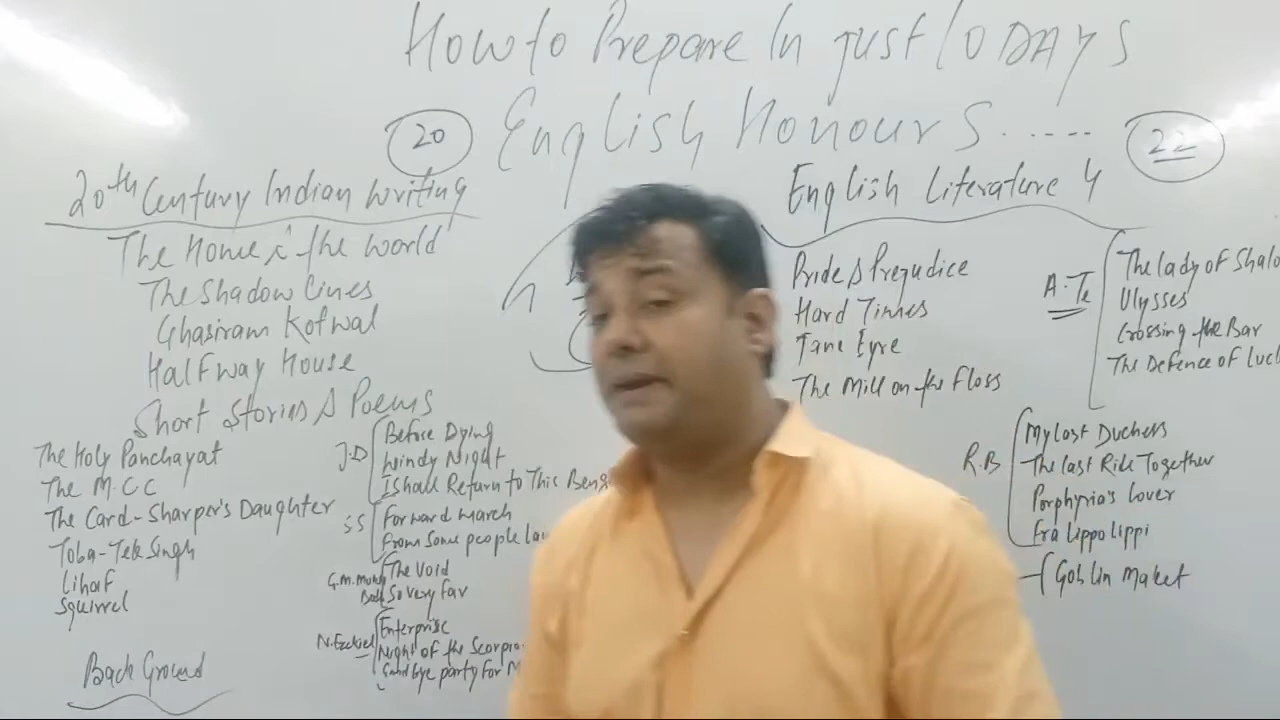 How to Prepare In just 10 DAYS
20 English Honours...... 22
20th Century Indian Writing
The Home & the World
The Shadow Lines
Ghasiram Kotwal
Halfway House
Short Stories & Poems
The Holy Panchayat
The M.C.C
The Card-Sharper's Daughter
Toba-Tek Singh
Lihaf
Squirrel
Back Ground
J.D
Before Dying
Windy Night
I Shall Return to This Beng
S.S
Forward March
From Some people
G.M.
The Void
So Very Far
N.Ezekiel
Enterprise
Night of the Scorpio
Goodbye party For M
English Literature 4
Pride & Prejudice
Hard Times
Jane Eyre
The Mill on the Floss
A.Te
The Lady of Shalo
Ulysses
Crossing the Bar
The Defence of Luck
R.B
My Last Duchers
The Last Ride Together
Porphyria's Lover
Fra Lippo Lippi
Goblin Maket